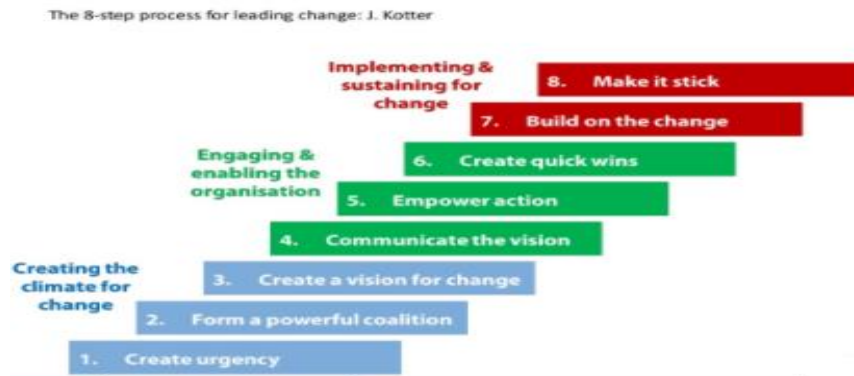 The 8-step process for leading change: J. Kotter
Implementing &
sustaining for
change
8. Make it stick
7. Build on the change
Engaging &
enabling the
organisation
6. Create quick wins
5. Empower action
4. Communicate the vision
Creating the
climate for
change
3. Create a vision for change
2. Form a powerful coalition
1. Create urgency